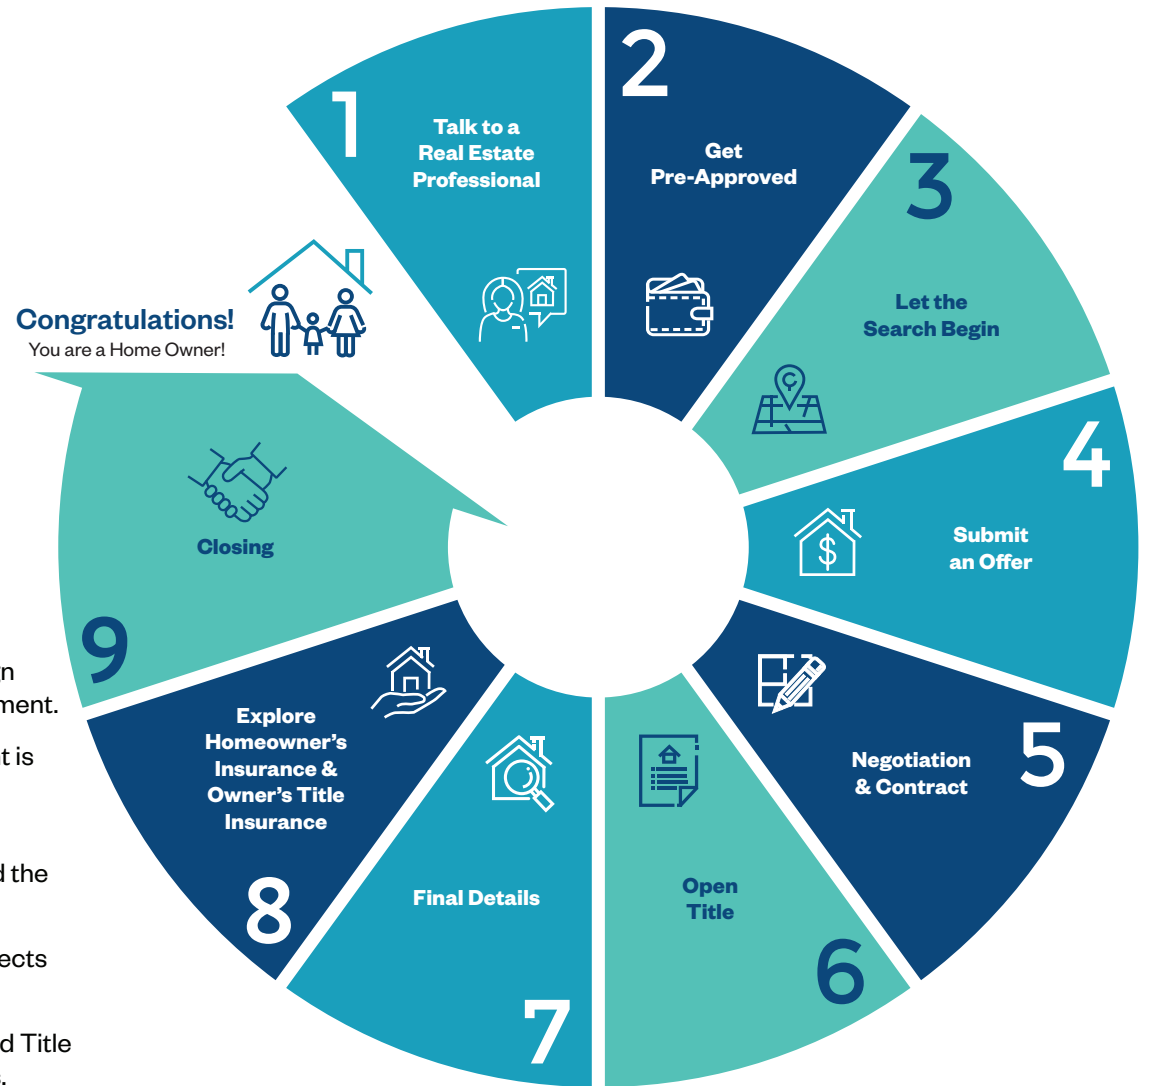 1
Talk to a
Real Estate
Professional
2
Get
Pre-Approved
3
Let the
Search Begin
4
Submit
an Offer
5
Negotiation
& Contract
6
Open
Title
7
Final Details
8
Explore
Homeowner’s
Insurance &
Owner’s Title
Insurance
9
Closing
Congratulations!
You are a Home Owner!
$
is
the
Title